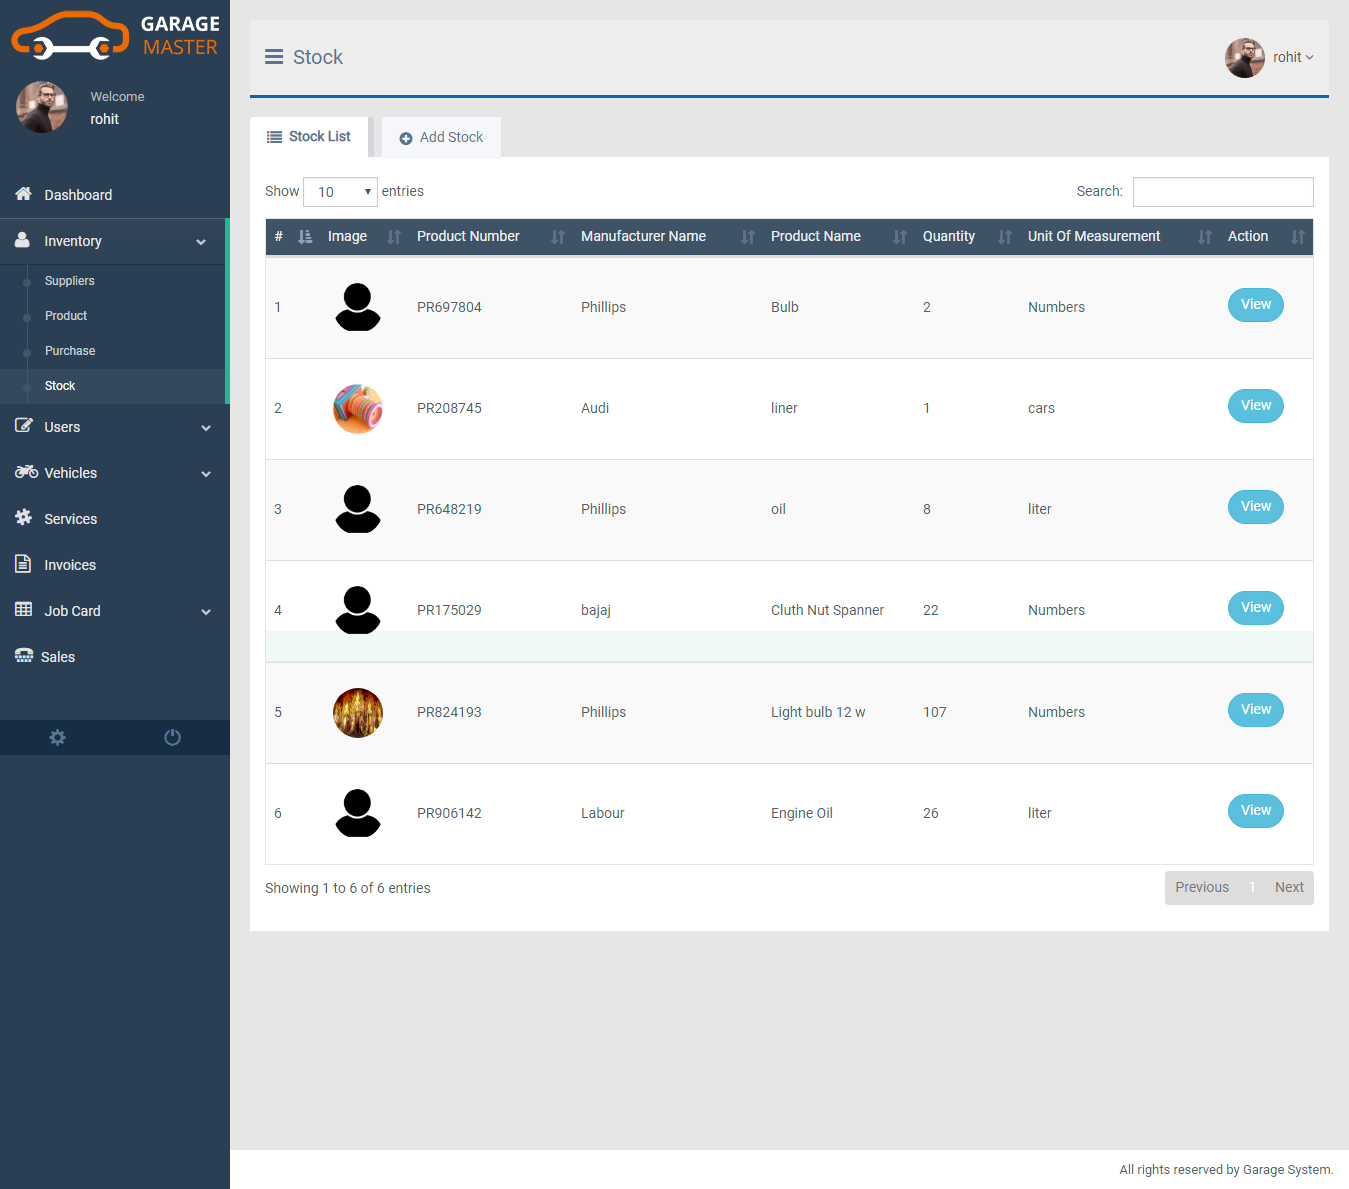 GARAGE
MASTER
Welcome
rohit
Dashboard
Inventory
Suppliers
Product
Purchase
Stock
Users
Vehicles
Services
Invoices
Job Card
Sales
Stock
rohit
Stock List
Add Stock
Show 10 entries
Search:
# Image Product Number Manufacturer Name Product Name Quantity Unit Of Measurement Action
1 PR697804 Phillips Bulb 2 Numbers View
2 PR208745 Audi liner 1 cars View
3 PR648219 Phillips oil 8 liter View
4 PR175029 bajaj Cluth Nut Spanner 22 Numbers View
5 PR824193 Phillips Light bulb 12 w 107 Numbers View
6 PR906142 Labour Engine Oil 26 liter View
Showing 1 to 6 of 6 entries
Previous 1 Next
All rights reserved by Garage System.